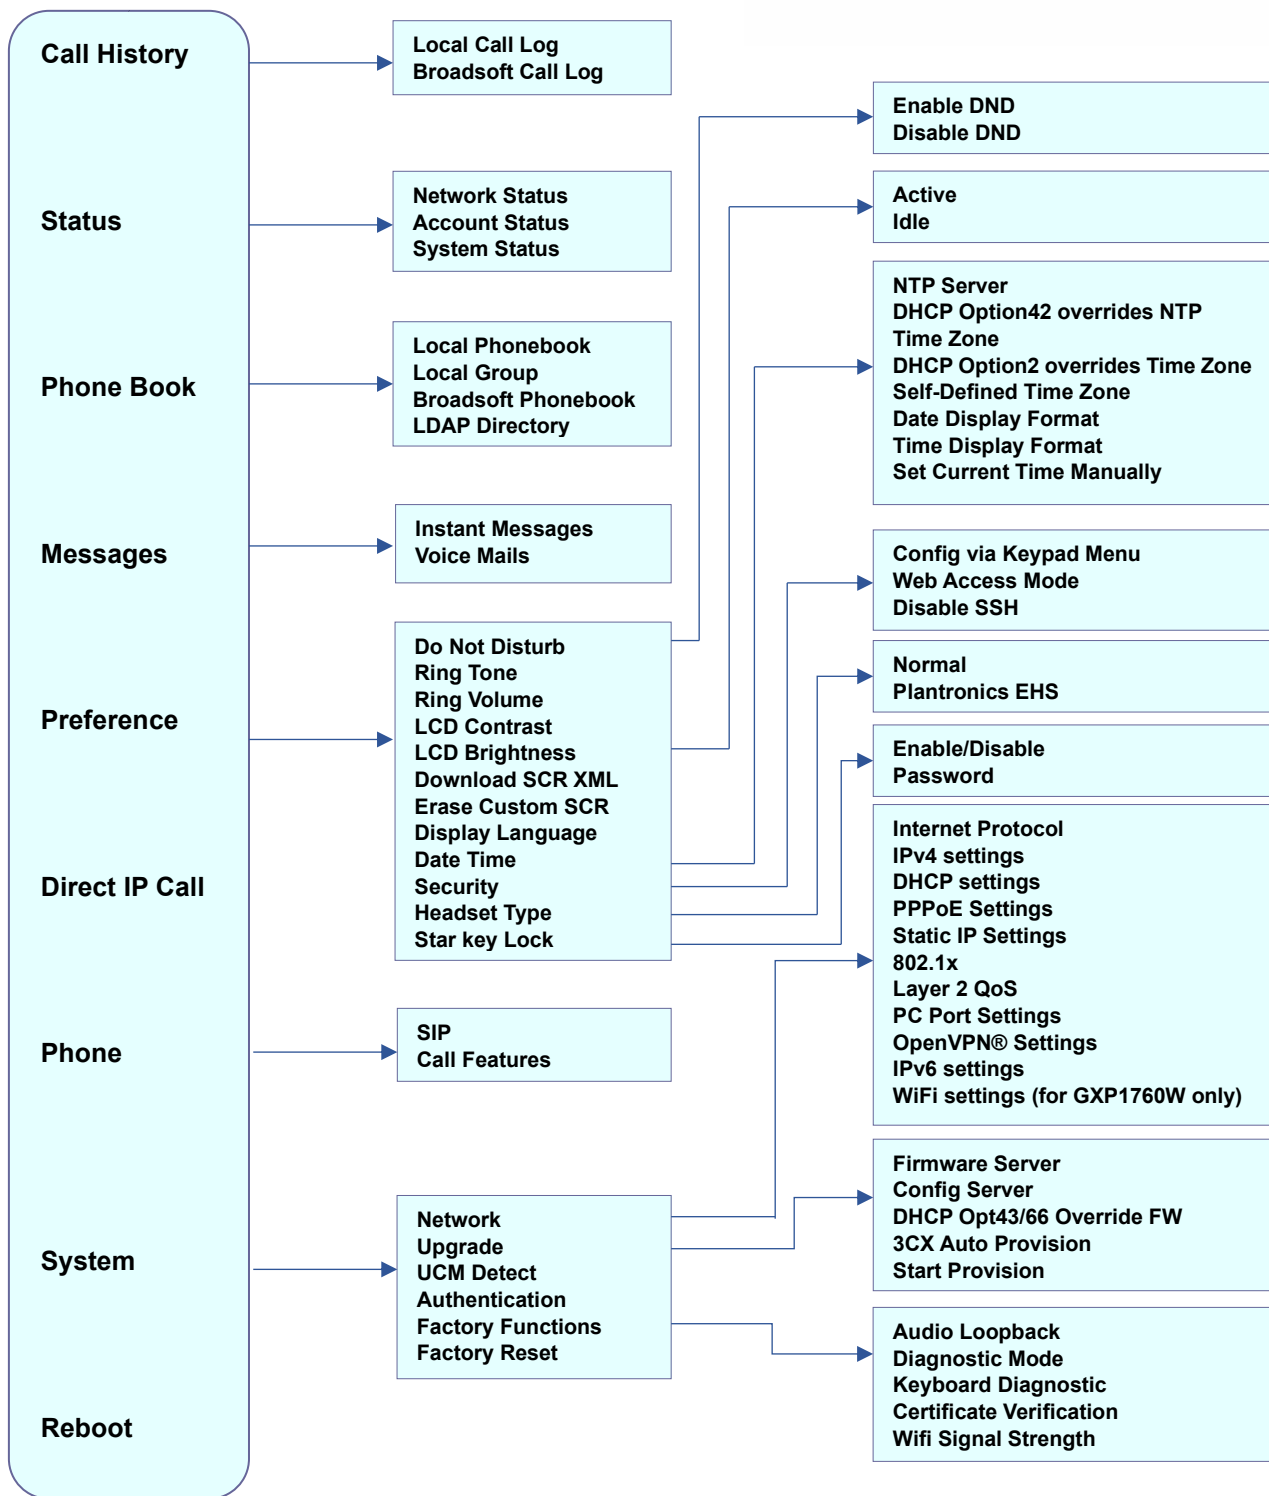 Call History
Status
Phone Book
Messages
Preference
Direct IP Call
Phone
System
Reboot
Local Call Log
Broadsoft Call Log
Network Status
Account Status
System Status
Local Phonebook
Local Group
Broadsoft Phonebook
LDAP Directory
Instant Messages
Voice Mails
Do Not Disturb
Ring Tone
Ring Volume
LCD Contrast
LCD Brightness
Download SCR XML
Erase Custom SCR
Display Language
Date Time
Security
Headset Type
Star key Lock
SIP
Call Features
Network
Upgrade
UCM Detect
Authentication
Factory Functions
Factory Reset
Enable DND
Disable DND
Active
Idle
NTP Server
DHCP Option42 overrides NTP
Time Zone
DHCP Option2 overrides Time Zone
Self-Defined Time Zone
Date Display Format
Time Display Format
Set Current Time Manually
Config via Keypad Menu
Web Access Mode
Disable SSH
Normal
Plantronics EHS
Enable/Disable
Password
Internet Protocol
IPv4 settings
DHCP settings
PPPoE Settings
Static IP Settings
802.1x
Layer 2 QoS
PC Port Settings
OpenVPN® Settings
IPv6 settings
WiFi settings (for GXP1760W only)
Firmware Server
Config Server
DHCP Opt43/66 Override FW
3CX Auto Provision
Start Provision
Audio Loopback
Diagnostic Mode
Keyboard Diagnostic
Certificate Verification
Wifi Signal Strength